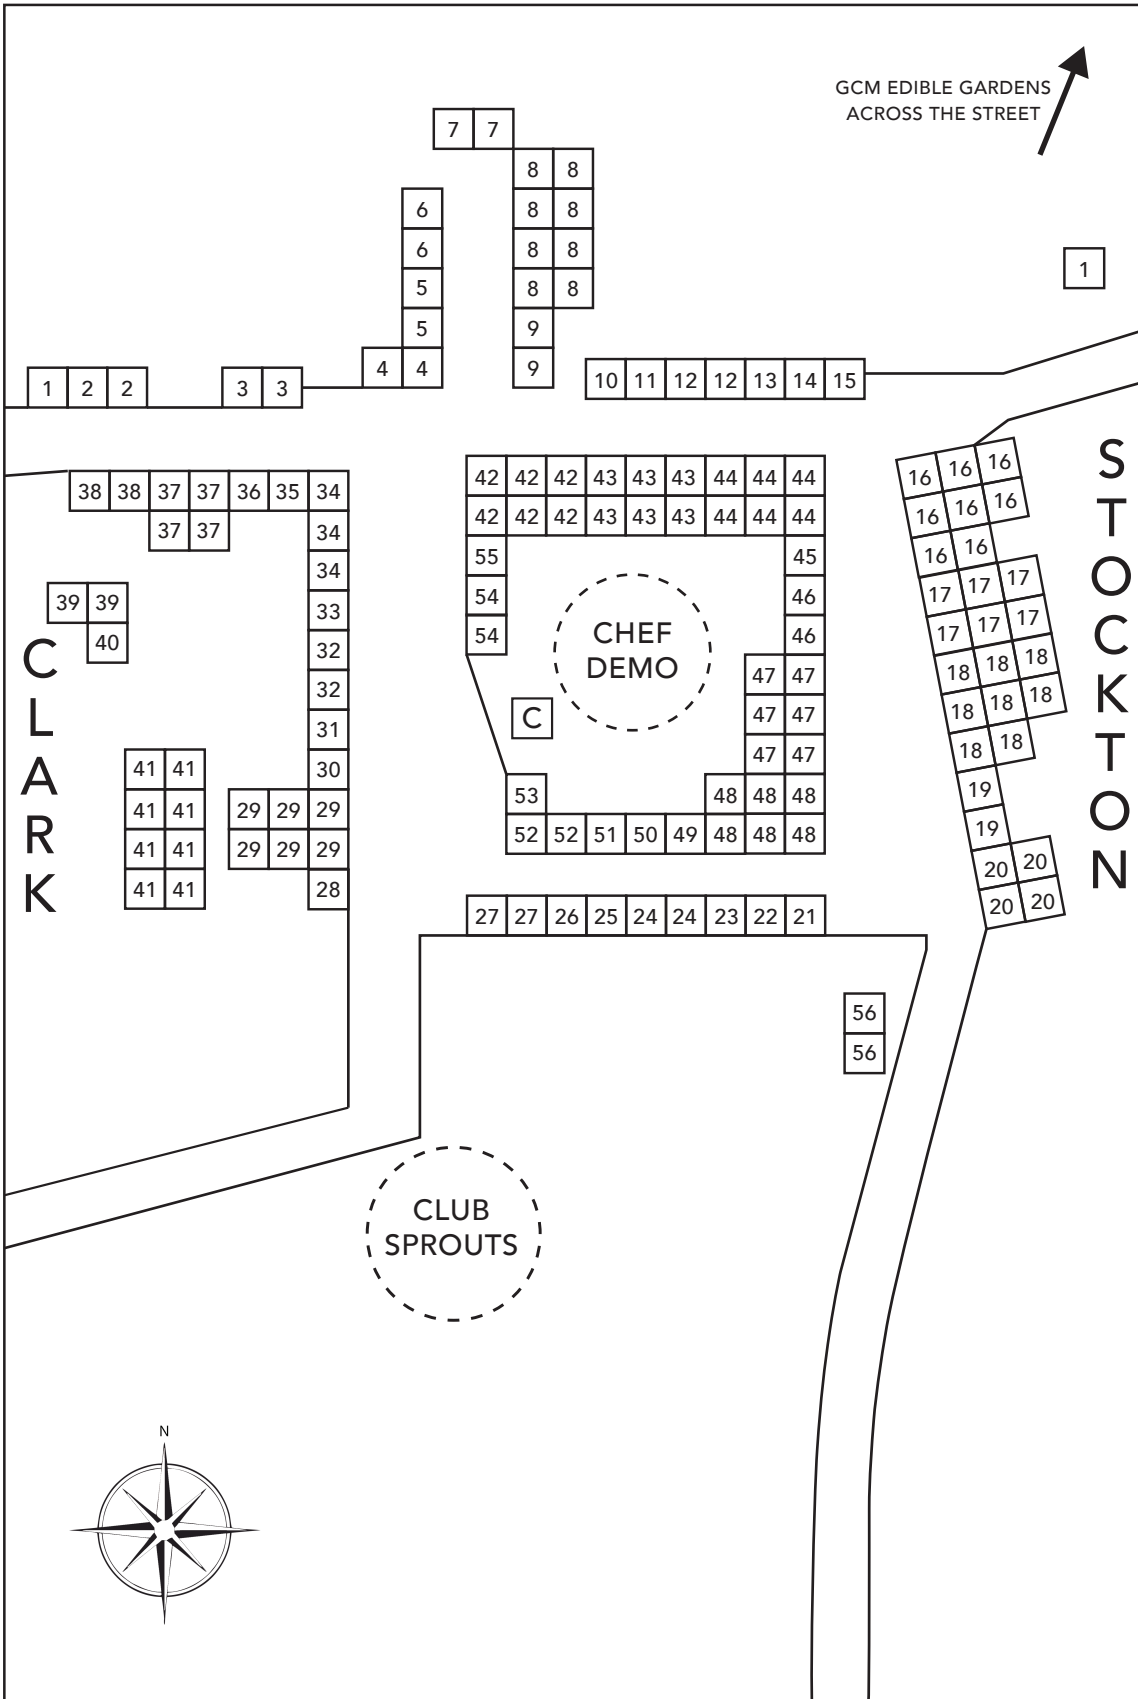 GCM EDIBLE GARDENS
ACROSS THE STREET
7 7
8 8
6 8 8
6 8 8
1
5 8 8
5 9
4 4 9
1 2 2 3 3
10 11 12 12 13 14 15
STOCKTON
16 16 16
16 16 16
16 16
17 17 17
17 17 17
18 18 18
18 18 18
18 18
19
19
20 20
20 20
38 38 37 37 36 35 34
37 37 34
34
33
32
32
31
30
29 29 29
29 29 29
28
39 39
40
CLARK
41 41
41 41
41 41
41 41
42 42 42 43 43 43 44 44 44
42 42 42 43 43 43 44 44 44
55 45
54 46
54 46
CHEF
DEMO
47 47
C 47 47
47 47
53 48 48 48
52 52 51 50 49 48 48 48
27 27 26 25 24 24 23 22 21
56
56
CLUB
SPROUTS
N